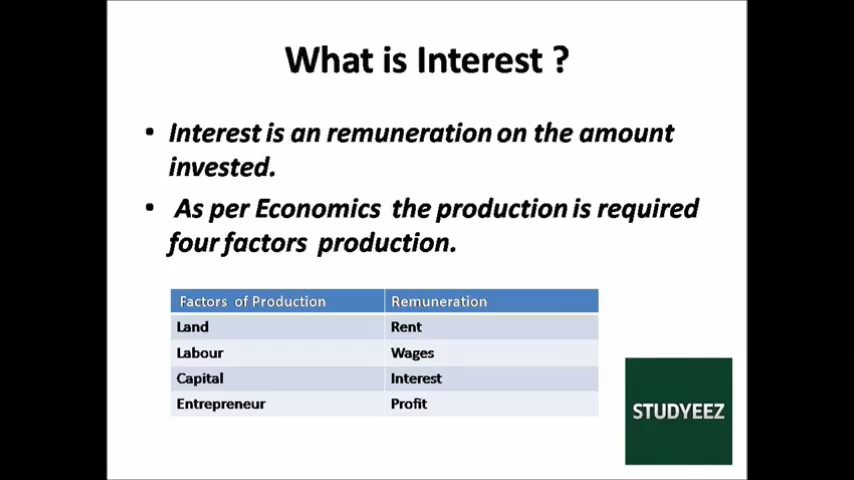 What is Interest ?
• Interest is an remuneration on the amount
invested.
• As per Economics the production is required
four factors production.
Factors of Production Remuneration
Land Rent
Labour Wages
Capital Interest
Entrepreneur Profit
STUDYEEZ